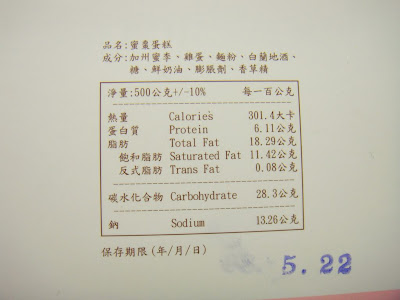 品名:蜜棗蛋糕
成分:加州蜜李、雞蛋、麵粉、白蘭地酒、
糖、鮮奶油、膨脹劑、香草精
淨量:500公克+/-10% 每一百公克
熱量 Calories 301.4大卡
蛋白質 Protein 6.11公克
脂肪 Total Fat 18.29公克
飽和脂肪 Saturated Fat 11.42公克
反式脂肪 Trans Fat 0.08公克
碳水化合物 Carbohydrate 28.3公克
鈉 Sodium 13.26公克
保存期限(年/月/日)
5.22